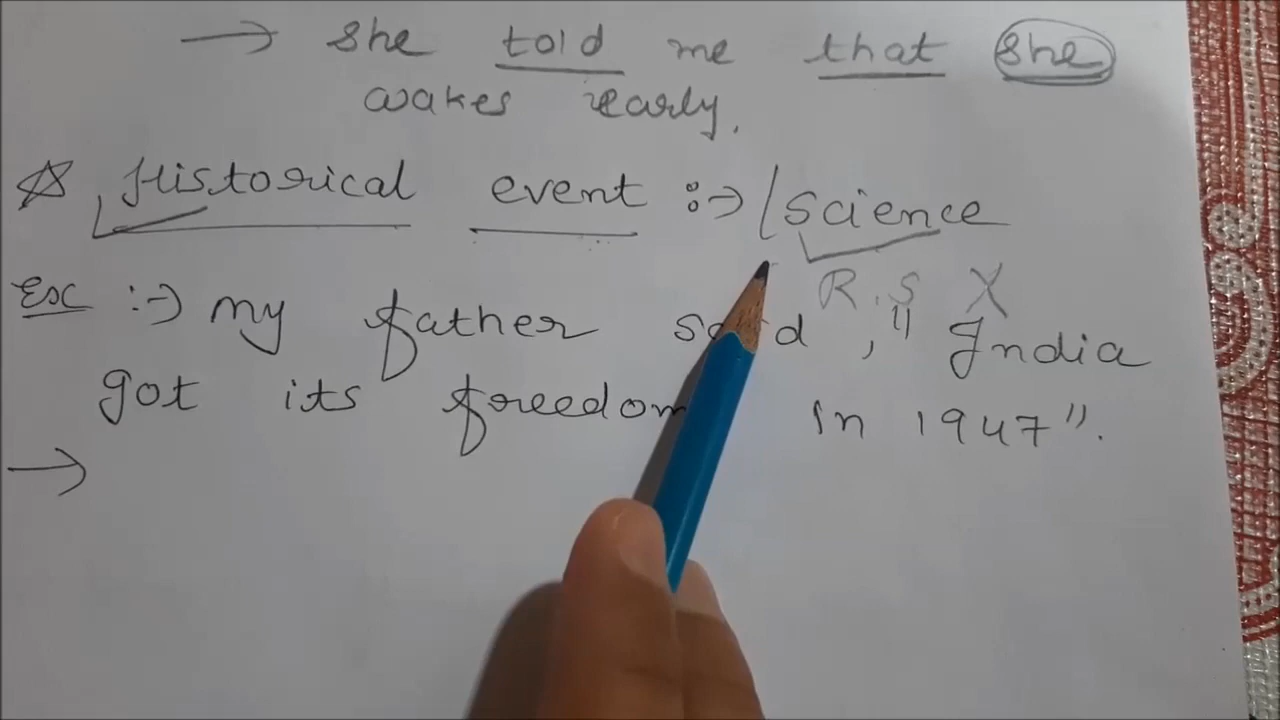 → She told me that she
wakes early.
☆ Historical event :→ / Science
R.S X
Ex :→ My father said, " India
got its freedom in 1947".
→